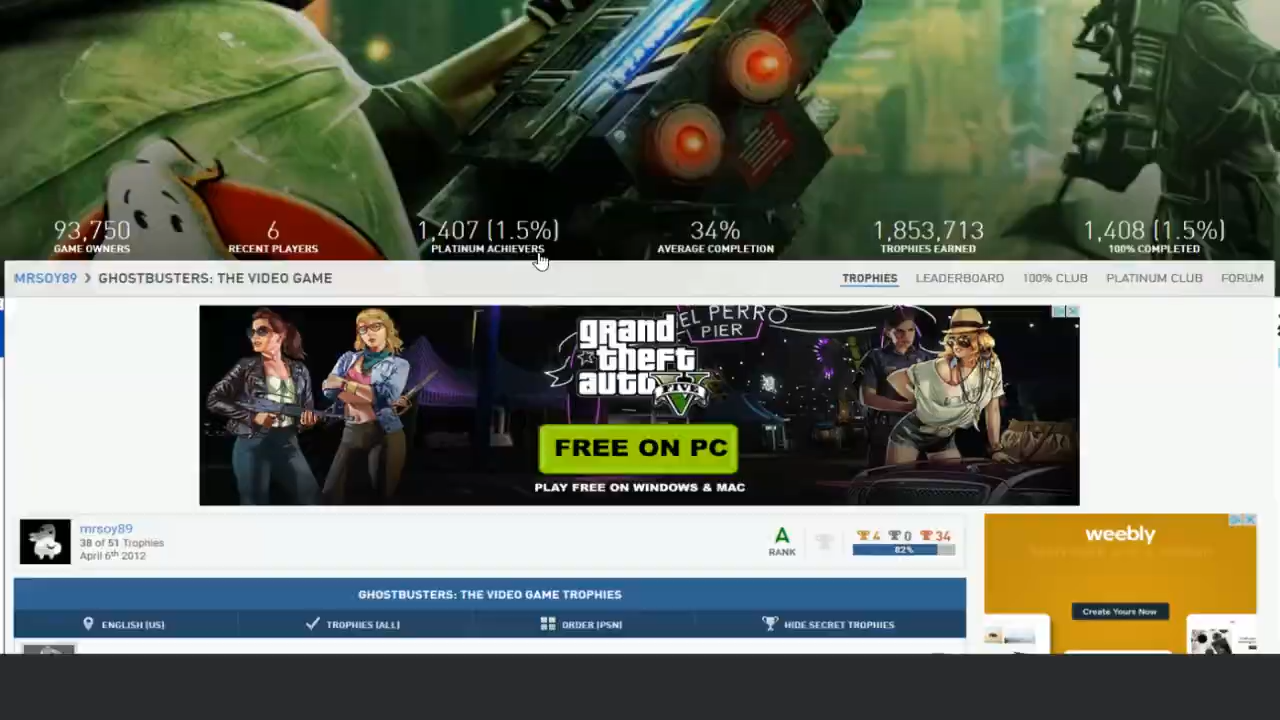 93,750
GAME OWNERS
6
RECENT PLAYERS
1,407 (1.5%)
PLATINUM ACHIEVERS
34%
AVERAGE COMPLETION
1,853,713
TROPHIES EARNED
1,408 (1.5%)
100% COMPLETED
MRSOY89 > GHOSTBUSTERS: THE VIDEO GAME
TROPHIES LEADERBOARD 100% CLUB PLATINUM CLUB FORUM
EL PERRO
PIER
grand
theft
auto
V
FIVE
FREE ON PC
PLAY FREE ON WINDOWS & MAC
mrsoy89
38 of 51 Trophies
April 6th 2012
A
RANK
4 0 34
82%
weebly
Create Yours Now
GHOSTBUSTERS: THE VIDEO GAME TROPHIES
ENGLISH (US) TROPHIES (ALL) ORDER (PSN) HIDE SECRET TROPHIES